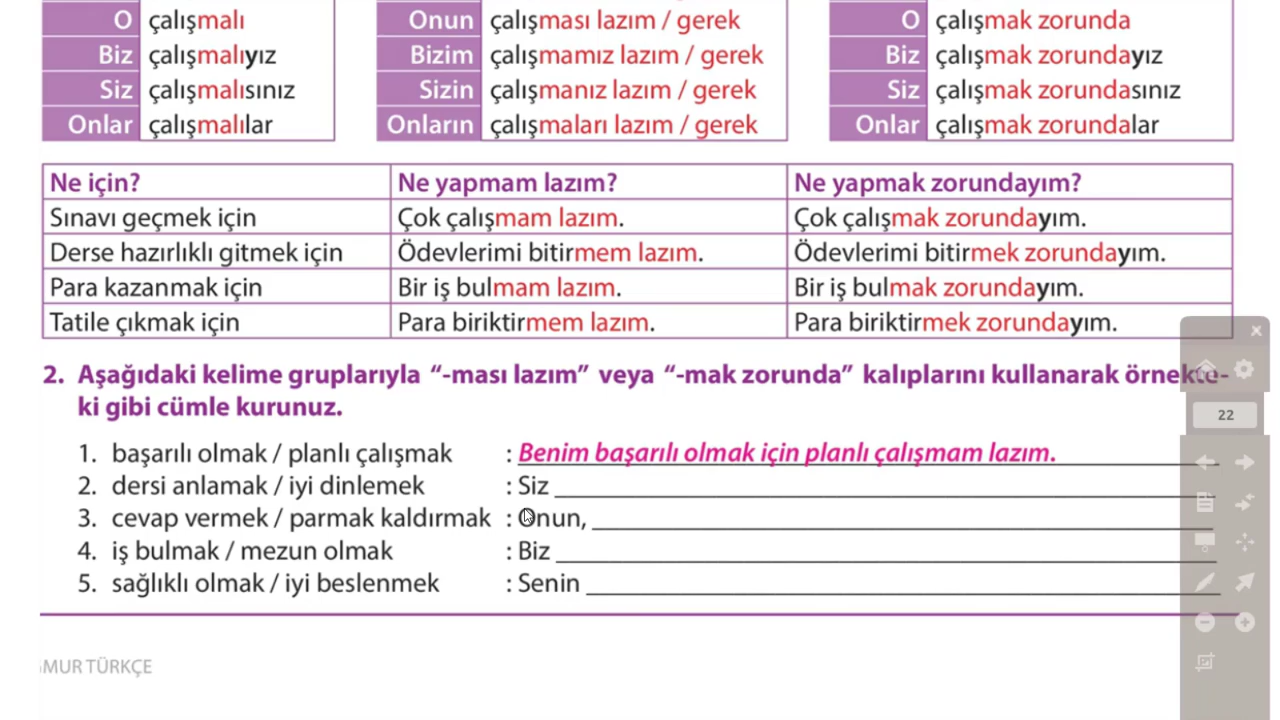 O çalışmalı Onun çalışması lazım / gerek O çalışmak zorunda
Biz çalışmalıyız Bizim çalışmamız lazım / gerek Biz çalışmak zorundayız
Siz çalışmalısınız Sizin çalışmanız lazım / gerek Siz çalışmak zorundasınız
Onlar çalışmalılar Onların çalışmaları lazım / gerek Onlar çalışmak zorundalar
Ne için? Ne yapmam lazım? Ne yapmak zorundayım?
Sınavı geçmek için Çok çalışmam lazım. Çok çalışmak zorundayım.
Derse hazırlıklı gitmek için Ödevlerimi bitirmem lazım. Ödevlerimi bitirmek zorundayım.
Para kazanmak için Bir iş bulmam lazım. Bir iş bulmak zorundayım.
Tatile çıkmak için Para biriktirmem lazım. Para biriktirmek zorundayım.
2. Aşağıdaki kelime gruplarıyla “-ması lazım” veya “-mak zorunda” kalıplarını kullanarak örnekte-
ki gibi cümle kurunuz.
22
1. başarılı olmak / planlı çalışmak : Benim başarılı olmak için planlı çalışmam lazım.
2. dersi anlamak / iyi dinlemek : Siz
3. cevap vermek / parmak kaldırmak : Onun,
4. iş bulmak / mezun olmak : Biz
5. sağlıklı olmak / iyi beslenmek : Senin
MUR TÜRKÇE